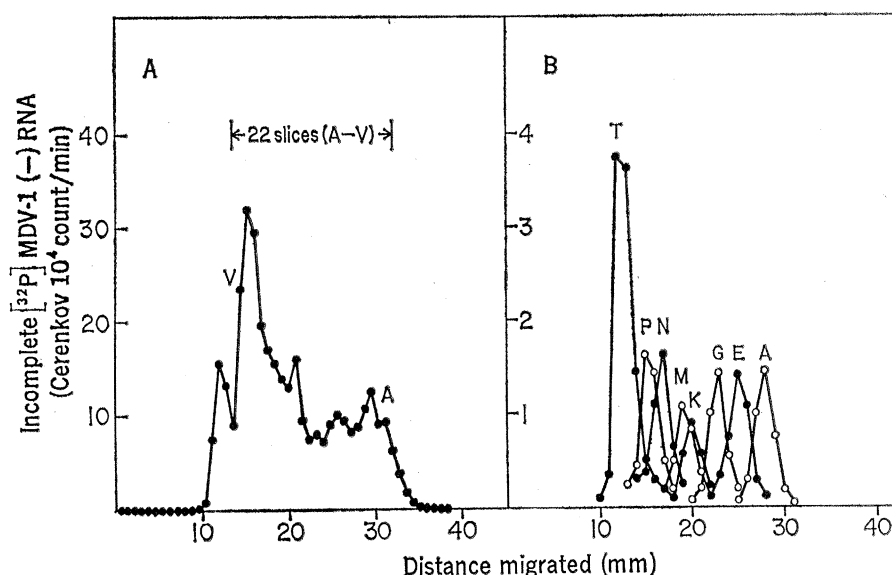 Incomplete [³²P] MDV-1 (−) RNA
(Cerenkov 10⁴ count/min)
A
←22 slices (A−V)→
40
30
20
10
V
A
10 20 30 40
B
4
3
2
1
T
P N
M
K
G E A
10 20 30 40
Distance migrated (mm)